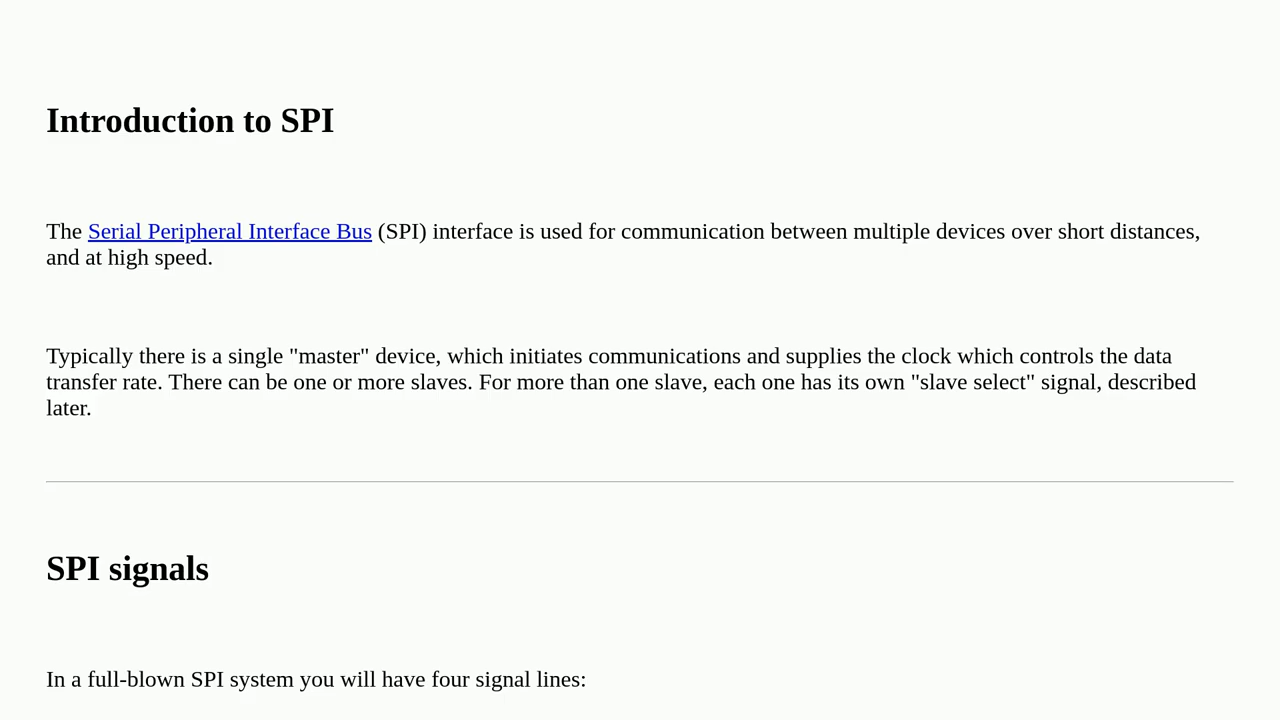 Introduction to SPI
The Serial Peripheral Interface Bus (SPI) interface is used for communication between multiple devices over short distances,
and at high speed.
Typically there is a single "master" device, which initiates communications and supplies the clock which controls the data
transfer rate. There can be one or more slaves. For more than one slave, each one has its own "slave select" signal, described
later.
SPI signals
In a full-blown SPI system you will have four signal lines: